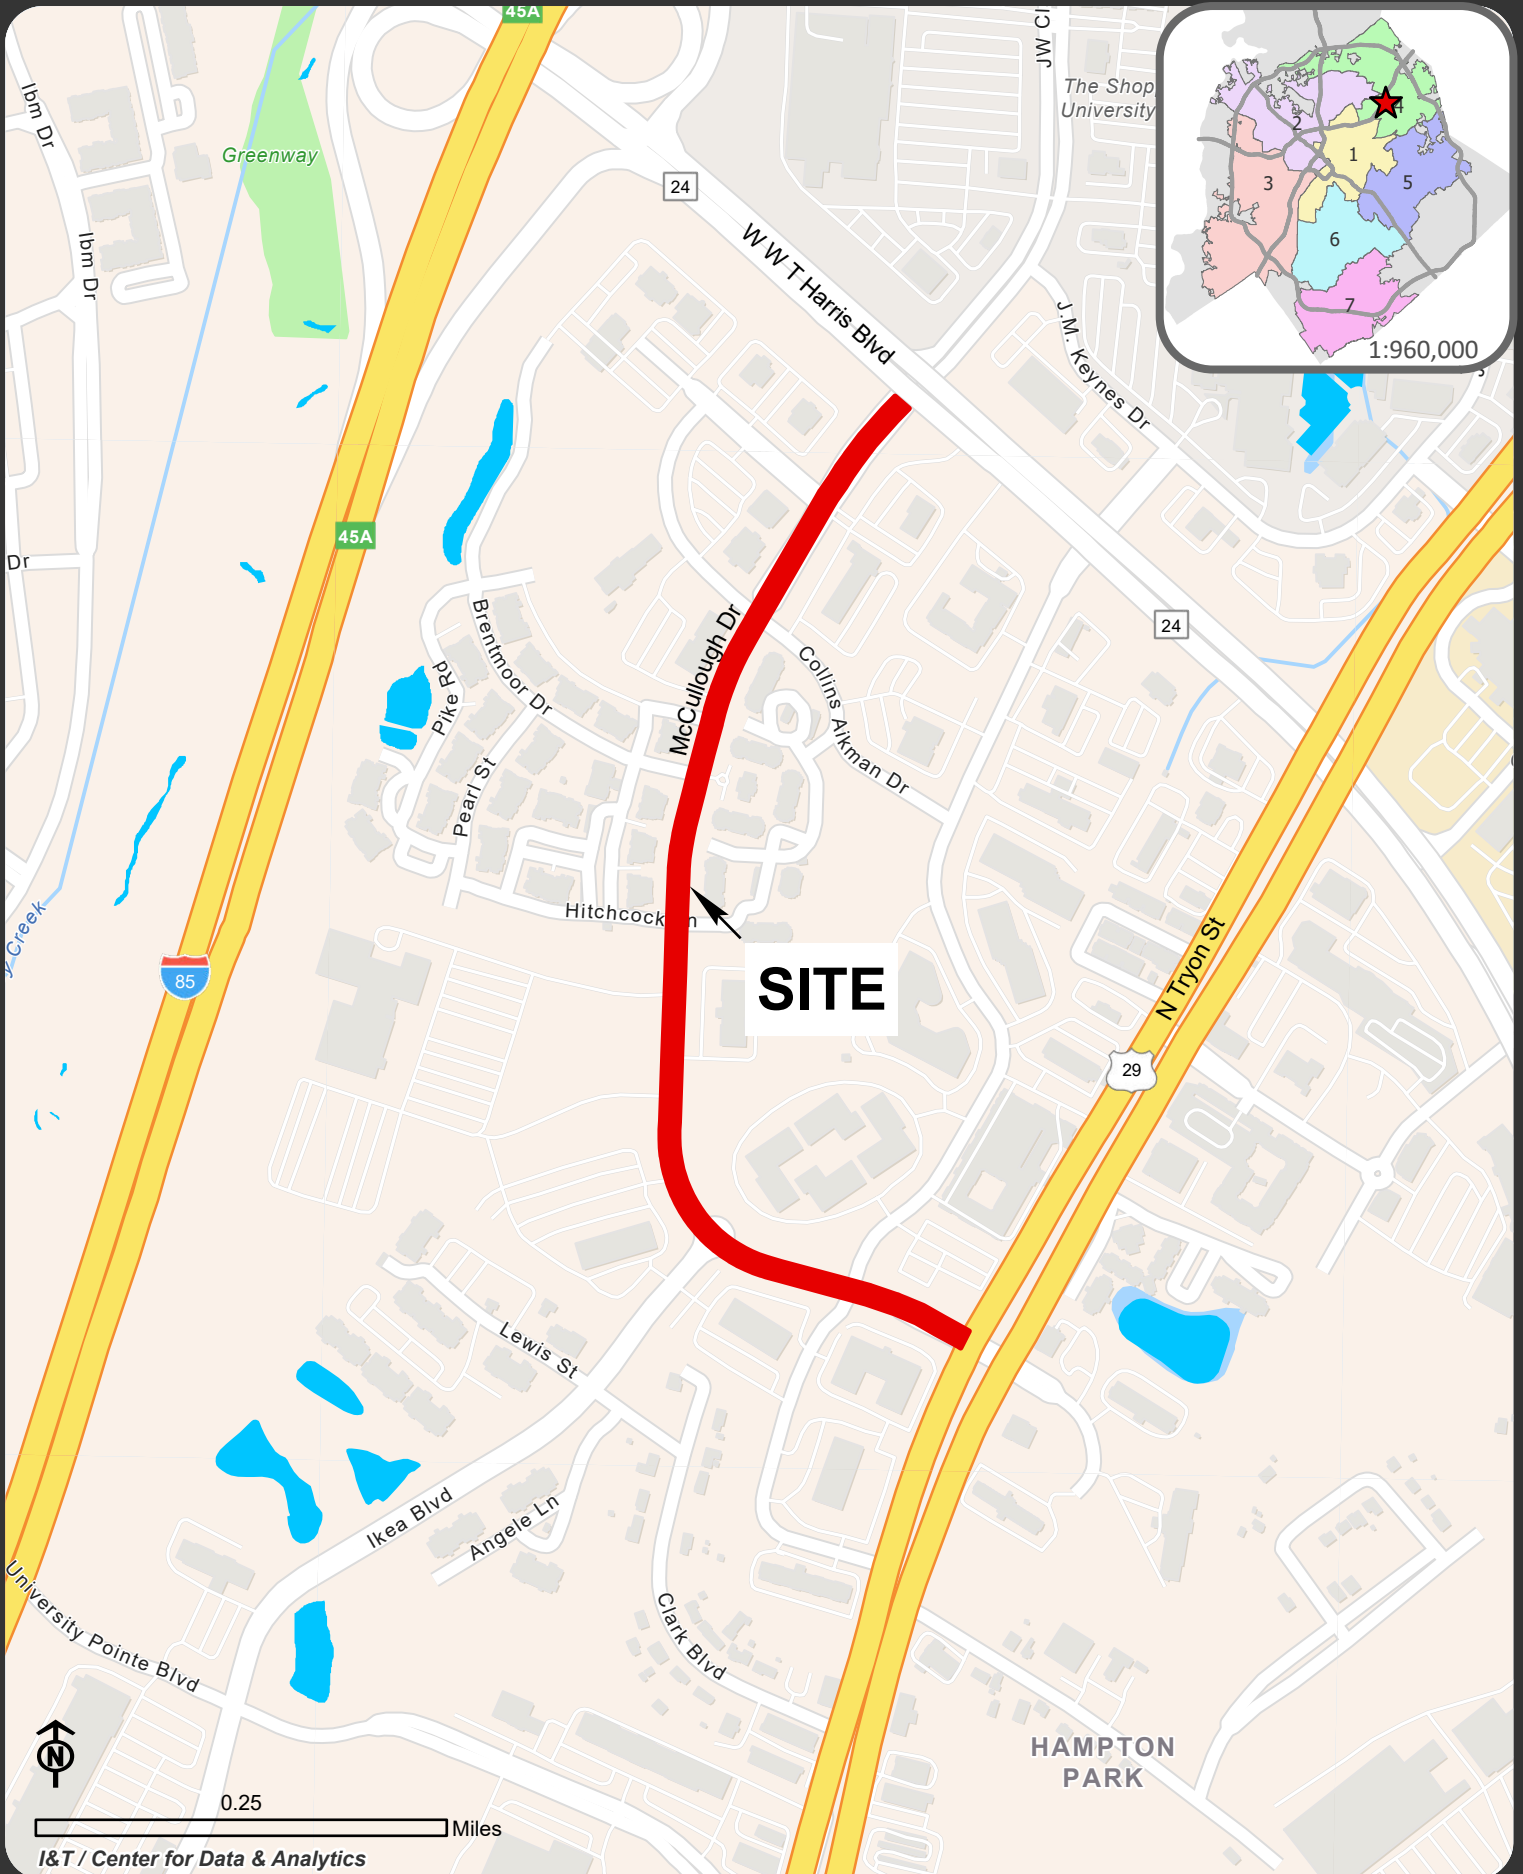 45A
JW Cl
The Shop
University
Ibm Dr
Greenway
24
Ibm Dr
W W T Harris Blvd
J.M. Keynes Dr
1
2
3
4
5
6
7
1:960,000
45A
Dr
Brentmoor Dr
McCullough Dr
24
Pike Rd
Collins Aikman Dr
Pearl St
Hitchcock n
y Creek
SITE
N Tryon St
85
29
Lewis St
Ikea Blvd
Angele Ln
University Pointe Blvd
Clark Blvd
HAMPTON
PARK
N
0.25
Miles
I&T / Center for Data & Analytics